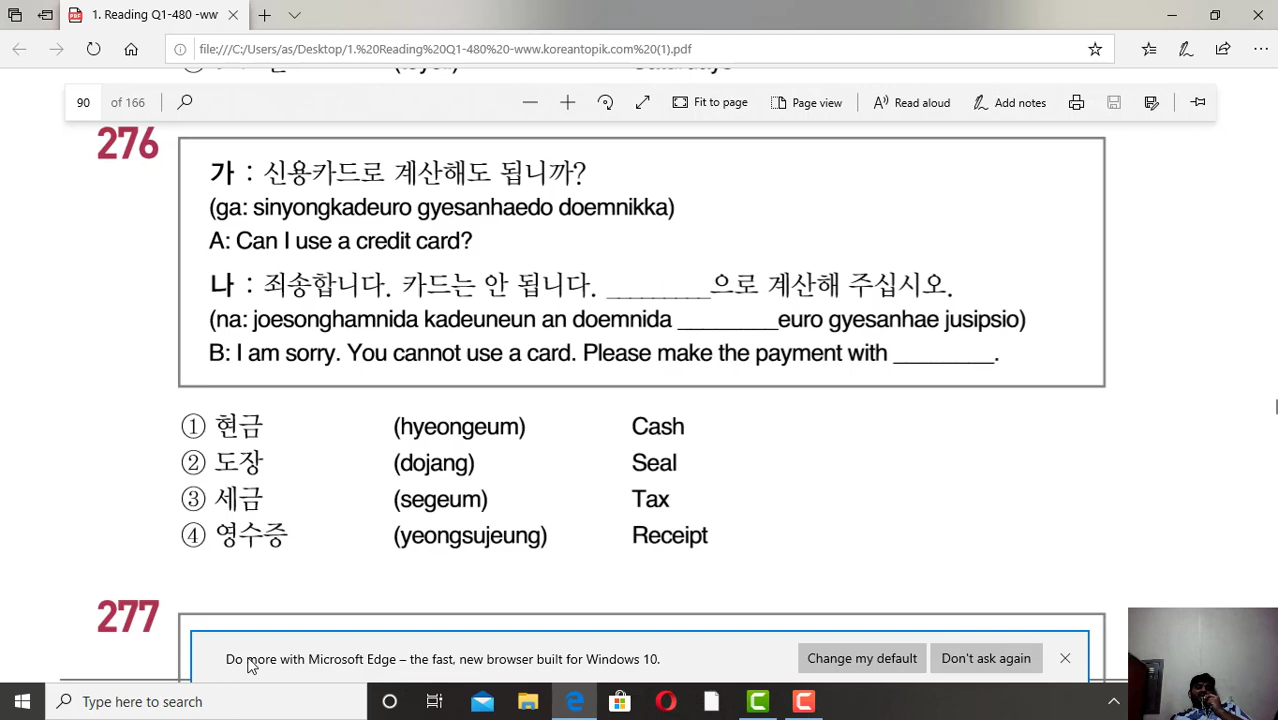 1. Reading Q1-480 -ww
file:///C:/Users/as/Desktop/1.%20Reading%20Q1-480%20-www.koreantopik.com%20(1).pdf
90 of 166
Fit to page
Page view
Read aloud
Add notes
276
가 : 신용카드로 계산해도 됩니까?
(ga: sinyongkadeuro gyesanhaedo doemnikka)
A: Can I use a credit card?
나 : 죄송합니다. 카드는 안 됩니다. ________으로 계산해 주십시오.
(na: joesonghamnida kadeuneun an doemnida ________euro gyesanhae jusipsio)
B: I am sorry. You cannot use a card. Please make the payment with ________.
① 현금 (hyeongeum) Cash
② 도장 (dojang) Seal
③ 세금 (segeum) Tax
④ 영수증 (yeongsujeung) Receipt
277
Do more with Microsoft Edge – the fast, new browser built for Windows 10.
Change my default
Don't ask again
Type here to search